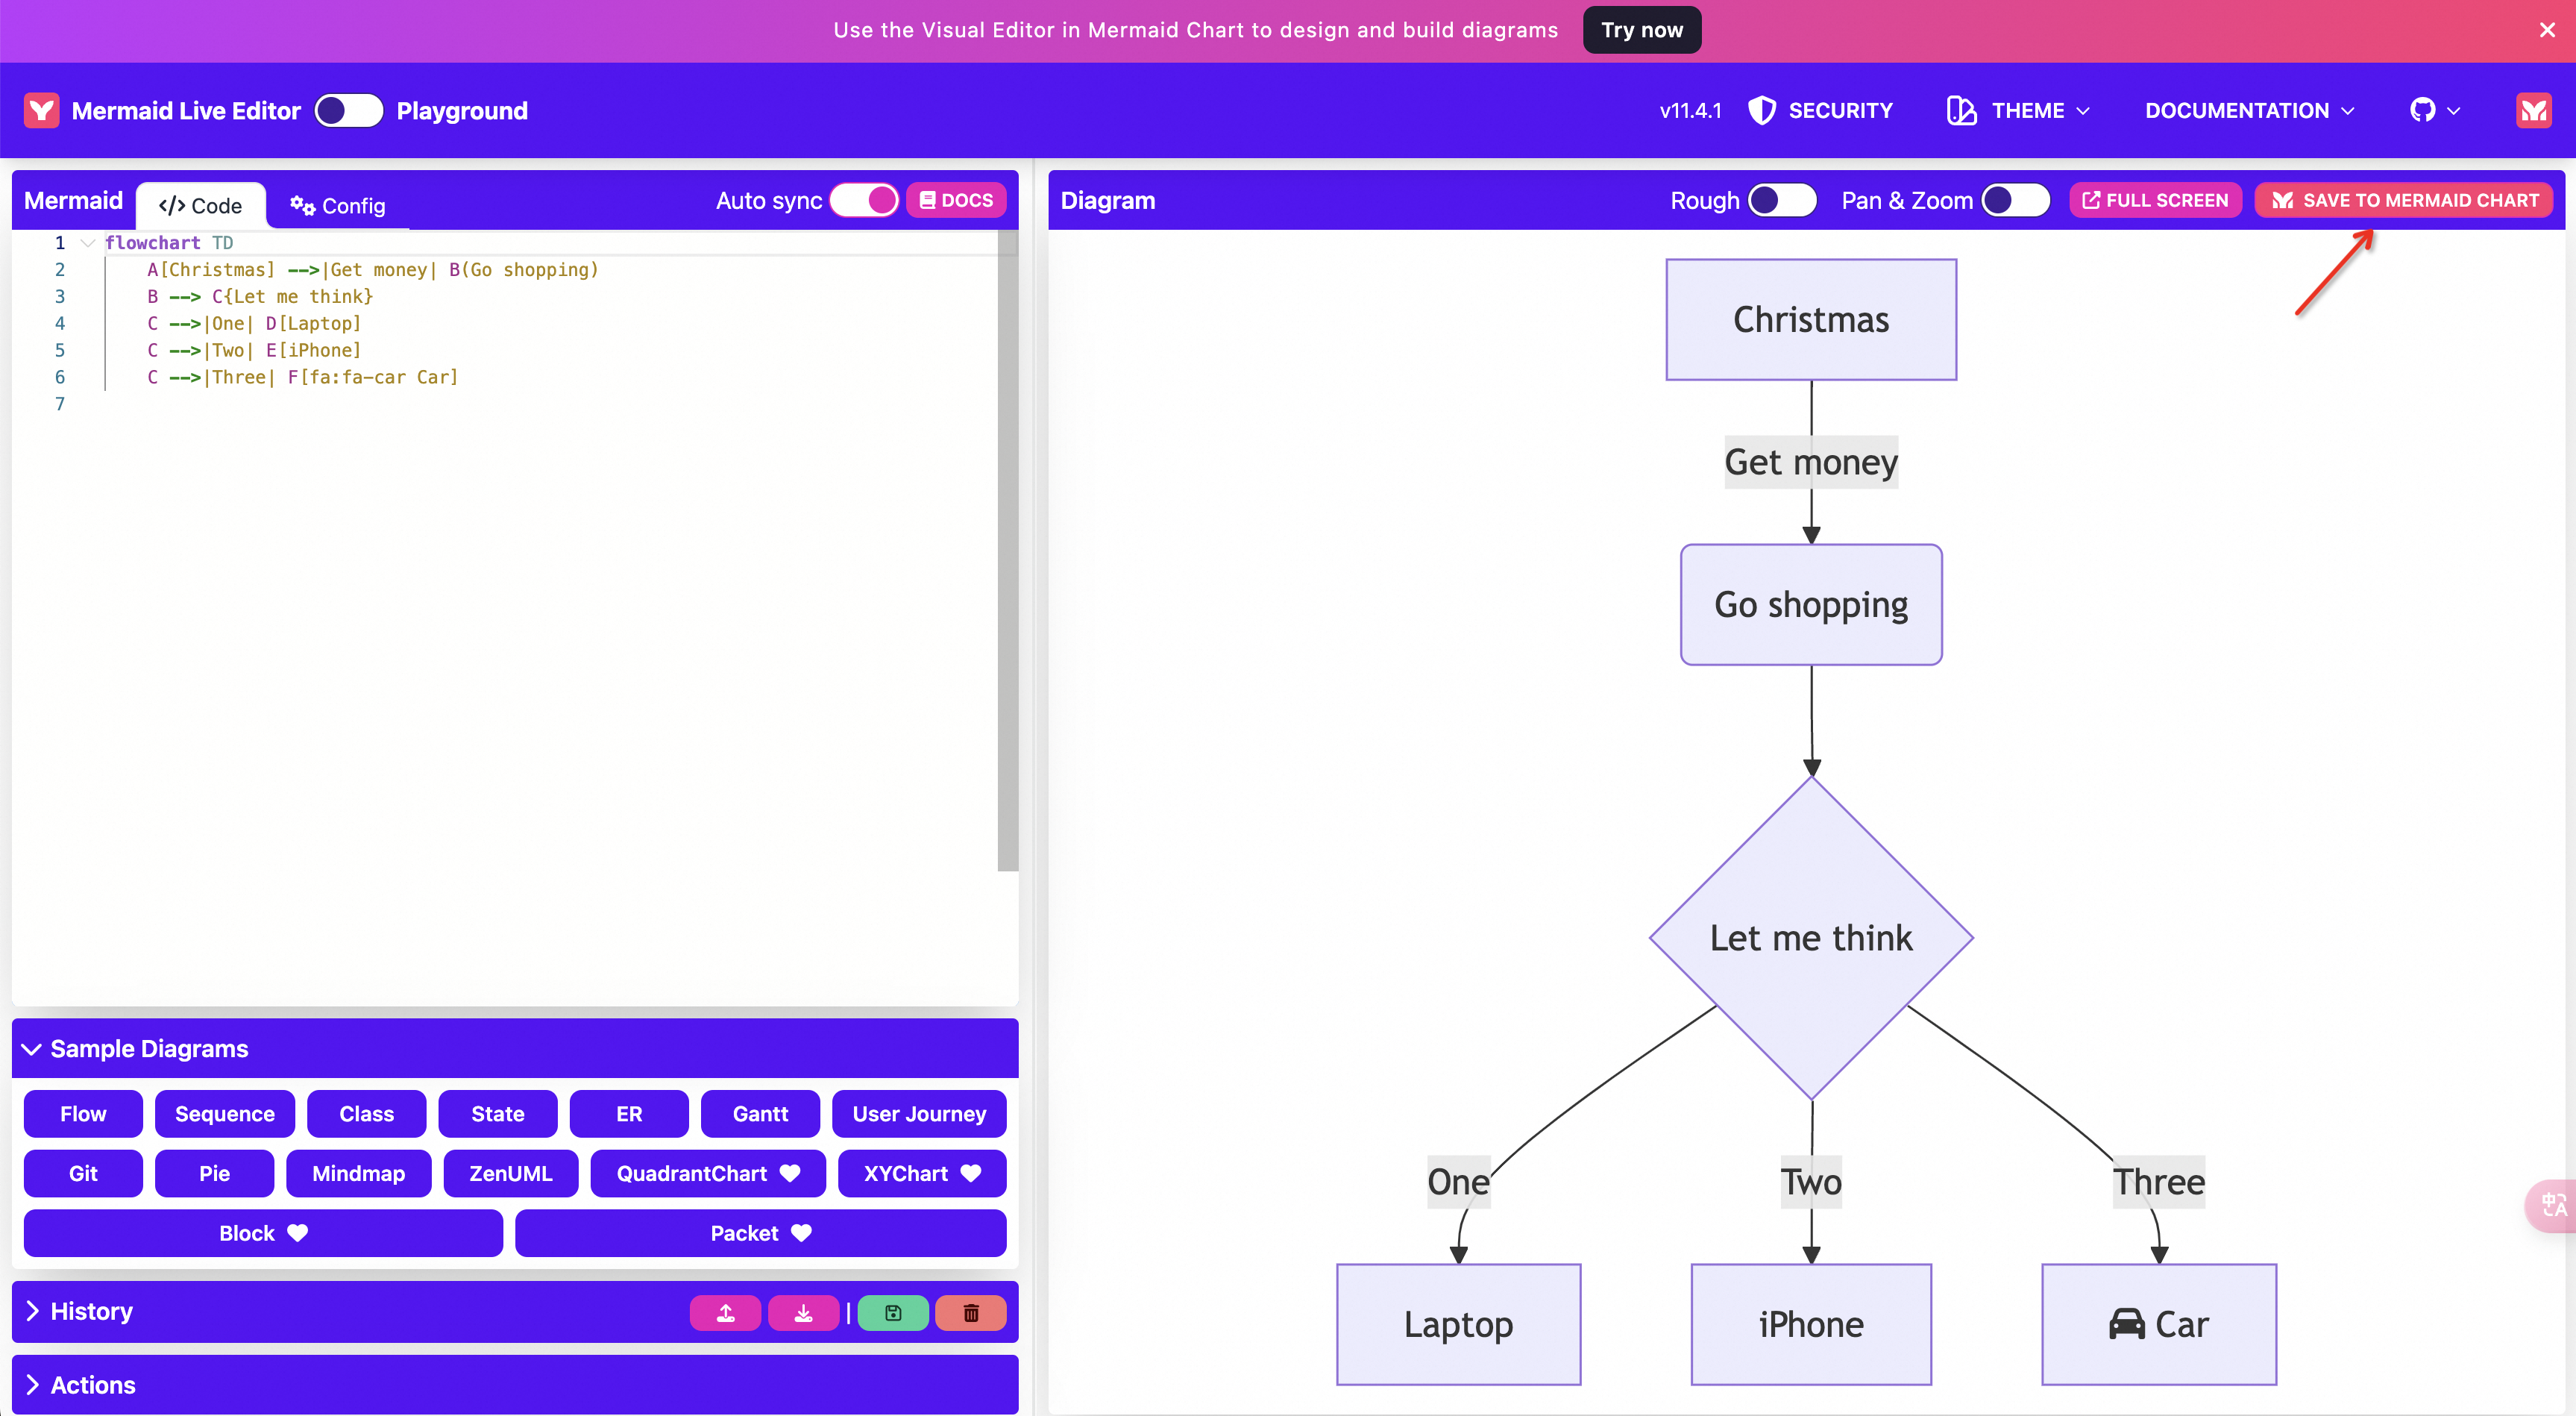 Use the Visual Editor in Mermaid Chart to design and build diagrams Try now
Mermaid Live Editor Playground v11.4.1 SECURITY THEME DOCUMENTATION
Mermaid </> Code Config Auto sync DOCS
1 flowchart TD
2 A[Christmas] -->|Get money| B(Go shopping)
3 B --> C{Let me think}
4 C -->|One| D[Laptop]
5 C -->|Two| E[iPhone]
6 C -->|Three| F[fa:fa-car Car]
7
Sample Diagrams
Flow Sequence Class State ER Gantt User Journey
Git Pie Mindmap ZenUML QuadrantChart XYChart
Block Packet
History
Actions
Diagram Rough Pan & Zoom FULL SCREEN SAVE TO MERMAID CHART
Christmas
Get money
Go shopping
Let me think
One Two Three
Laptop iPhone Car
中 A